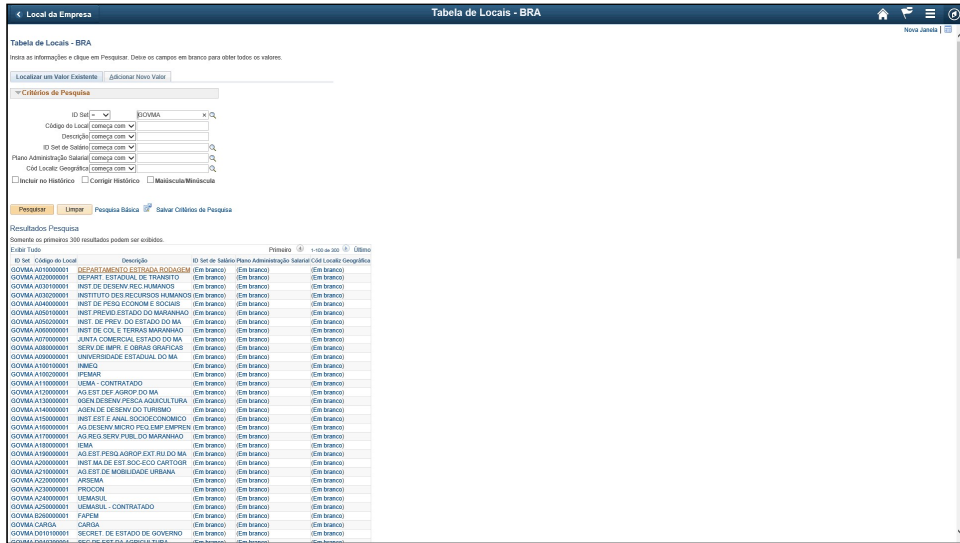 Local da Empresa
Tabela de Locais - BRA
Nova Janela |
Tabela de Locais - BRA
Insira as informações e clique em Pesquisar. Deixe os campos em branco para obter todos os valores.
Localizar um Valor Existente Adicionar Novo Valor
Critérios de Pesquisa
ID Set = GOVMA ×
Código do Local começa com
Descrição começa com
ID Set de Salário começa com
Plano Administração Salarial começa com
Cód Localiz Geográfica começa com
Incluir no Histórico Corrigir Histórico Maiúscula/Minúscula
Pesquisar Limpar Pesquisa Básica Salvar Critérios de Pesquisa
Resultados Pesquisa
Somente os primeiros 300 resultados podem ser exibidos.
Exibir Tudo Primeiro 1-100 de 300 Último
ID Set Código do Local Descrição ID Set de Salário Plano Administração Salarial Cód Localiz Geográfica
GOVMA A010000001 DEPARTAMENTO ESTRADA RODAGEM (Em branco) (Em branco) (Em branco)
GOVMA A020000001 DEPART. ESTADUAL DE TRANSITO (Em branco) (Em branco) (Em branco)
GOVMA A030100001 INST.DE DESENV.REC.HUMANOS (Em branco) (Em branco) (Em branco)
GOVMA A030200001 INSTITUTO DES.RECURSOS HUMANOS (Em branco) (Em branco) (Em branco)
GOVMA A040000001 INST DE PESQ ECONOM E SOCIAIS (Em branco) (Em branco) (Em branco)
GOVMA A050100001 INST.PREVID.ESTADO DO MARANHAO (Em branco) (Em branco) (Em branco)
GOVMA A050200001 INST. DE PREV. DO ESTADO DO MA (Em branco) (Em branco) (Em branco)
GOVMA A060000001 INST DE COL E TERRAS MARANHAO (Em branco) (Em branco) (Em branco)
GOVMA A070000001 JUNTA COMERCIAL ESTADO DO MA (Em branco) (Em branco) (Em branco)
GOVMA A080000001 SERV.DE IMPR. E OBRAS GRAFICAS (Em branco) (Em branco) (Em branco)
GOVMA A090000001 UNIVERSIDADE ESTADUAL DO MA (Em branco) (Em branco) (Em branco)
GOVMA A100100001 INMEQ (Em branco) (Em branco) (Em branco)
GOVMA A100200001 IPEMAR (Em branco) (Em branco) (Em branco)
GOVMA A110000001 UEMA - CONTRATADO (Em branco) (Em branco) (Em branco)
GOVMA A120000001 AG.EST.DEF.AGROP.DO MA (Em branco) (Em branco) (Em branco)
GOVMA A130000001 0GEN.DESENV.PESCA AQUICULTURA (Em branco) (Em branco) (Em branco)
GOVMA A140000001 AGEN.DE DESENV DO TURISMO (Em branco) (Em branco) (Em branco)
GOVMA A150000001 INST.EST.E ANAL.SOCIOECONOMICO (Em branco) (Em branco) (Em branco)
GOVMA A160000001 AG.DESENV.MICRO PEQ.EMP.EMPREN (Em branco) (Em branco) (Em branco)
GOVMA A170000001 AG.REG.SERV.PUBL.DO MARANHAO (Em branco) (Em branco) (Em branco)
GOVMA A180000001 IEMA (Em branco) (Em branco) (Em branco)
GOVMA A190000001 AG.EST.PESQ.AGROP.EXT.RU.DO MA (Em branco) (Em branco) (Em branco)
GOVMA A200000001 INST.MA DE EST.SOC-ECO CARTOGR (Em branco) (Em branco) (Em branco)
GOVMA A210000001 AG.EST.DE MOBILIDADE URBANA (Em branco) (Em branco) (Em branco)
GOVMA A220000001 ARSEMA (Em branco) (Em branco) (Em branco)
GOVMA A230000001 PROCON (Em branco) (Em branco) (Em branco)
GOVMA A240000001 UEMASUL (Em branco) (Em branco) (Em branco)
GOVMA A250000001 UEMASUL - CONTRATADO (Em branco) (Em branco) (Em branco)
GOVMA B260000001 FAPEM (Em branco) (Em branco) (Em branco)
GOVMA CARGA CARGA (Em branco) (Em branco) (Em branco)
GOVMA D010100001 SECRET. DE ESTADO DE GOVERNO (Em branco) (Em branco) (Em branco)